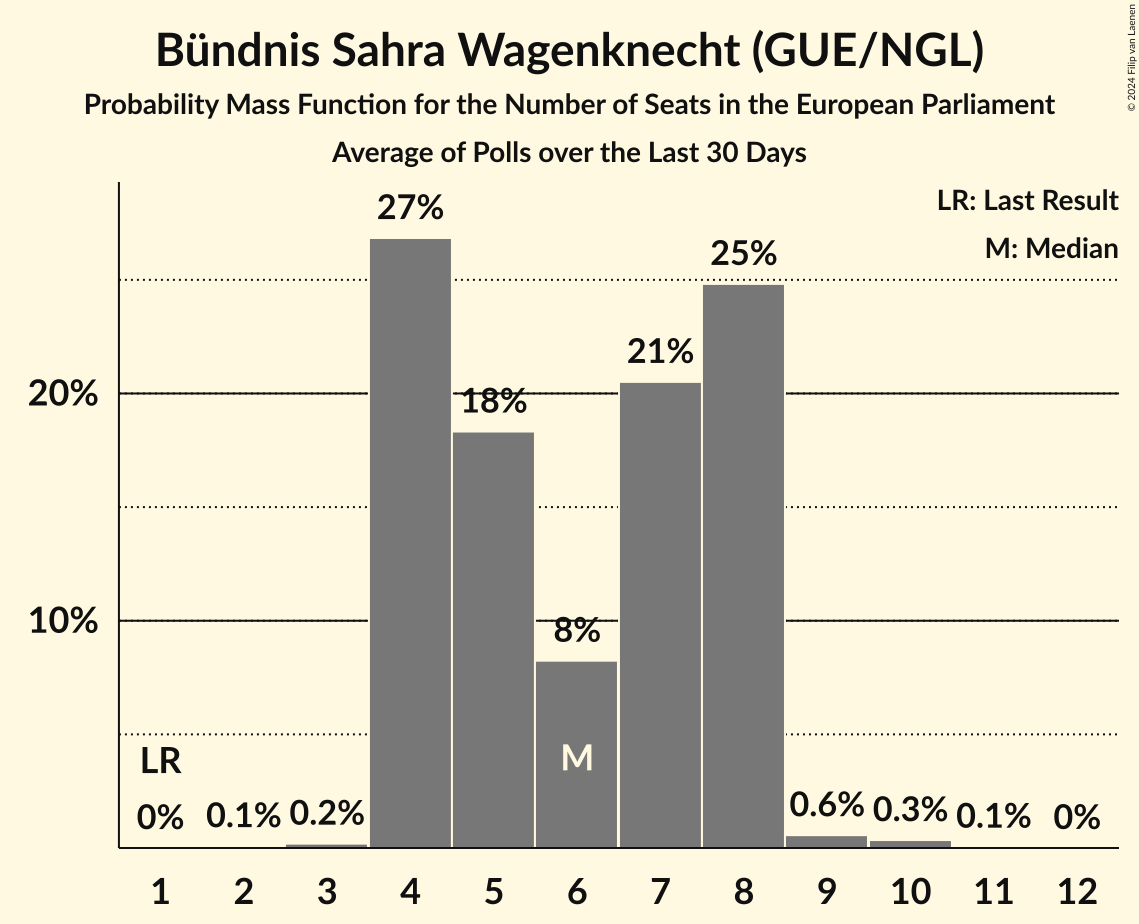 Bündnis Sahra Wagenknecht (GUE/NGL)
Probability Mass Function for the Number of Seats in the European Parliament
Average of Polls over the Last 30 Days
© 2024 Filip van Laenen
LR: Last Result
M: Median
27%
25%
21%
20%
18%
10%
8%
LR
M
0% 0.1% 0.2% 0.6% 0.3% 0.1% 0%
1 2 3 4 5 6 7 8 9 10 11 12